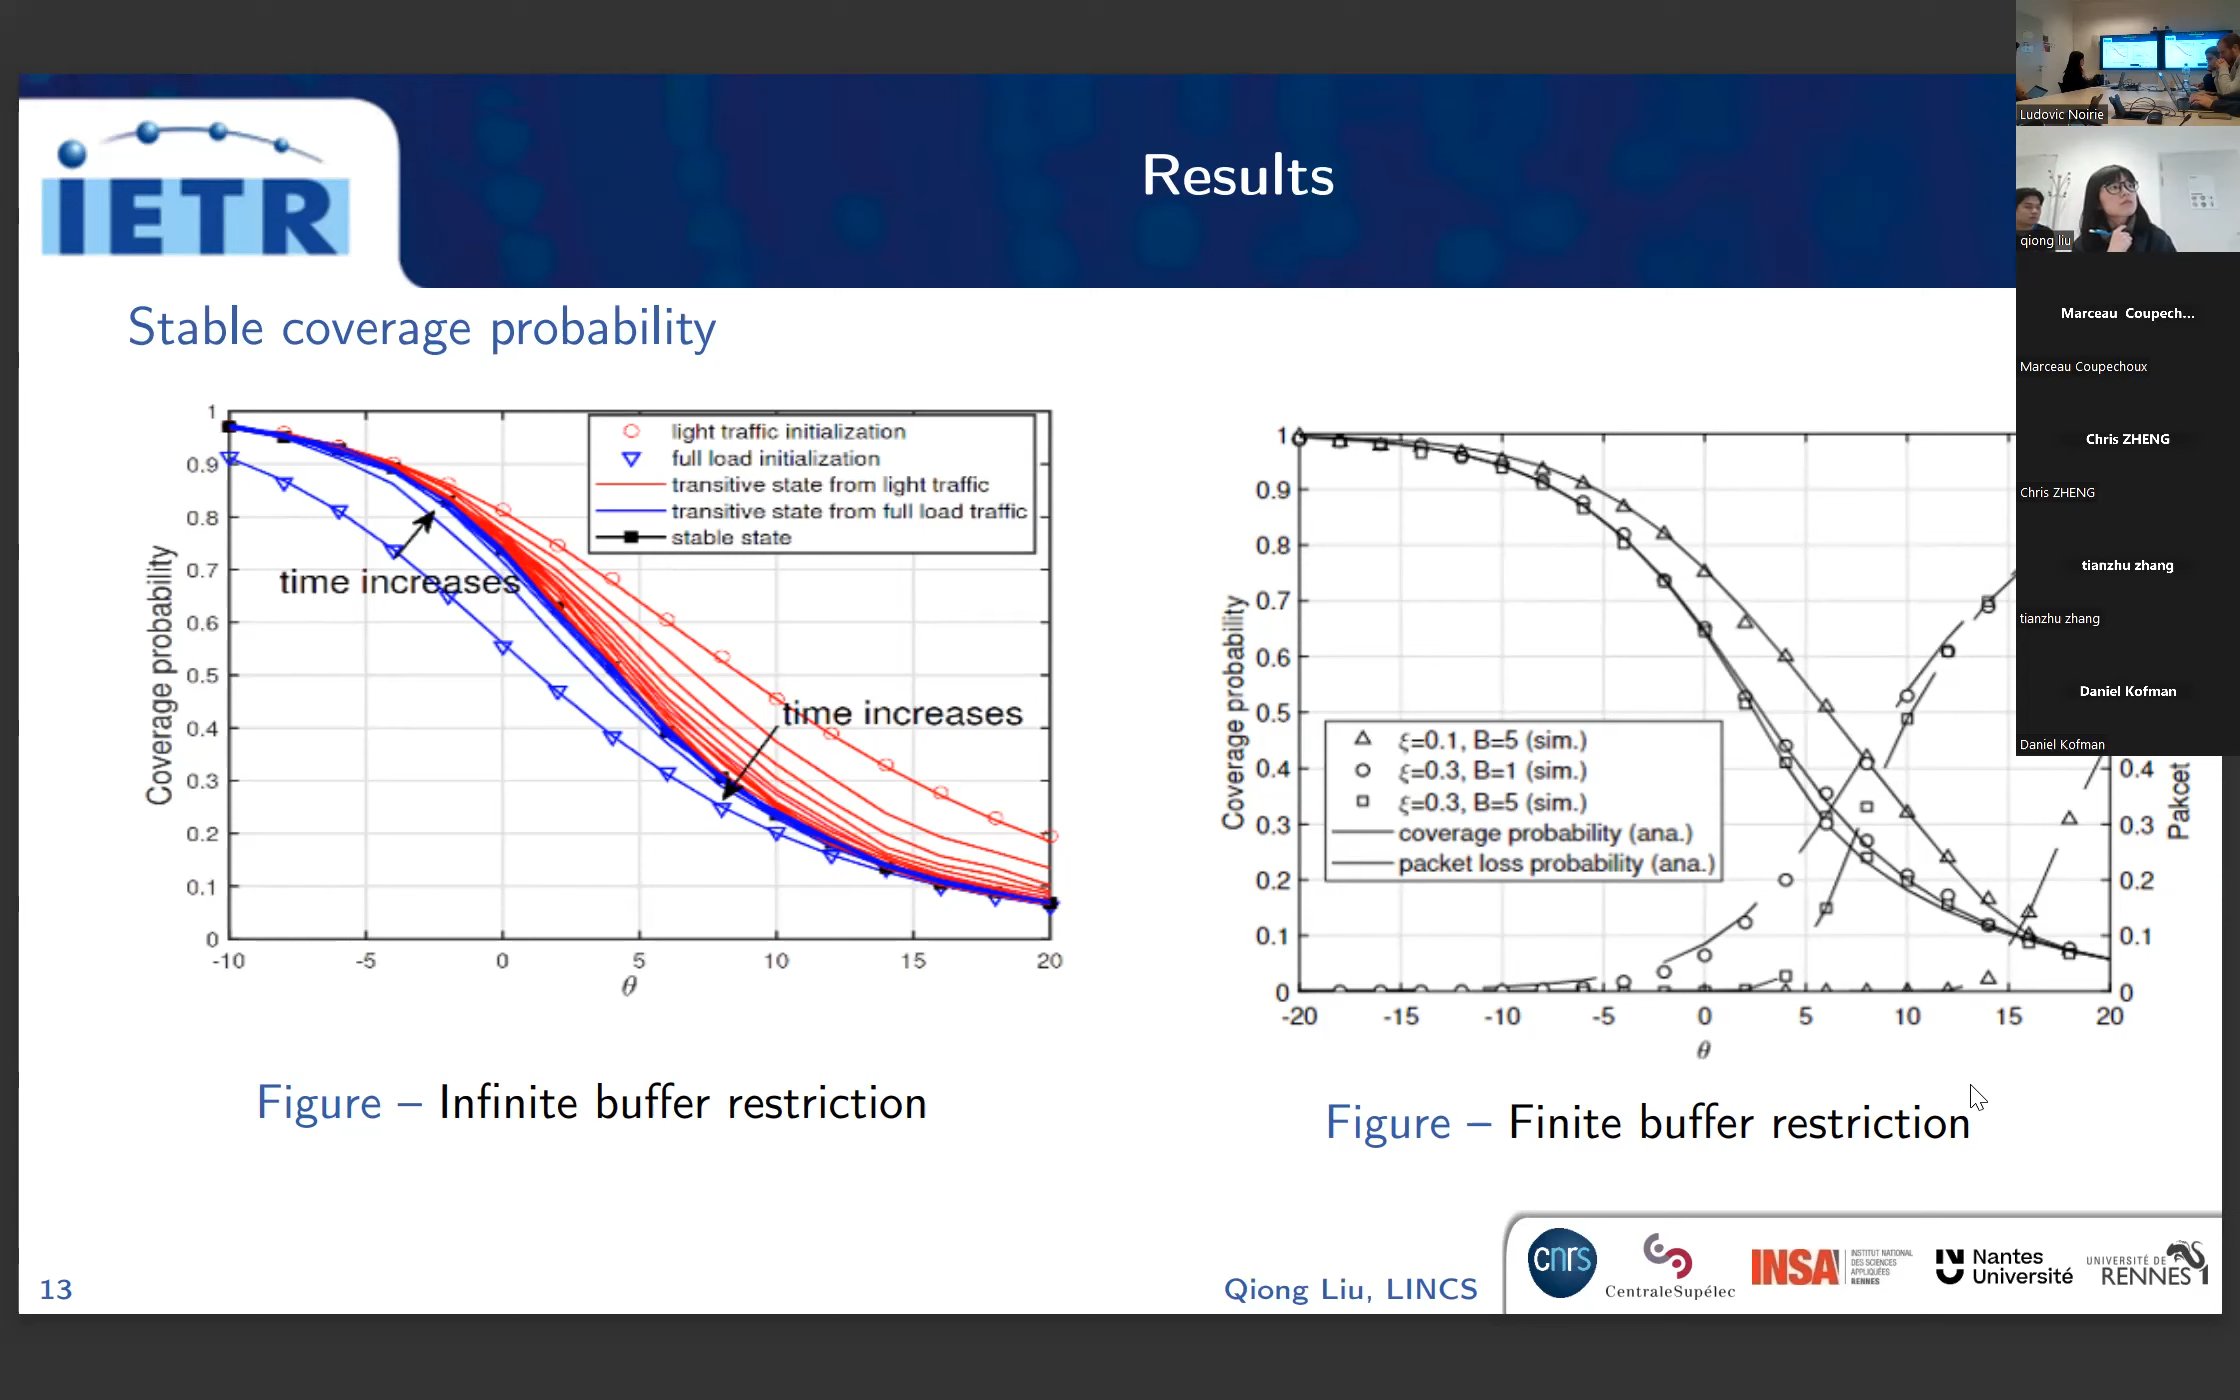 iETR
Results
Stable coverage probability
1
0.9
0.8
0.7
0.6
0.5
0.4
0.3
0.2
0.1
0
-10
-5
0
5
10
15
20
θ
Coverage probability
light traffic initialization
full load initialization
transitive state from light traffic
transitive state from full load traffic
stable state
time increases
time increases
Figure – Infinite buffer restriction
1
0.9
0.8
0.7
0.6
0.5
0.4
0.3
0.2
0.1
0
-20
-15
-10
-5
0
5
10
15
20
θ
Coverage probability
ξ=0.1, B=5 (sim.)
ξ=0.3, B=1 (sim.)
ξ=0.3, B=5 (sim.)
coverage probability (ana.)
packet loss probability (ana.)
0.4
0.3
0.2
0.1
0
Pakcet
Figure – Finite buffer restriction
13
Qiong Liu, LINCS
cnrs
CentraleSupélec
INSA
INSTITUT NATIONAL
DES SCIENCES
APPLIQUÉES
RENNES
Nantes
Université
UNIVERSITÉ DE
RENNES 1
Ludovic Noirie
qiong liu
Marceau Coupech...
Marceau Coupechoux
Chris ZHENG
Chris ZHENG
tianzhu zhang
tianzhu zhang
Daniel Kofman
Daniel Kofman